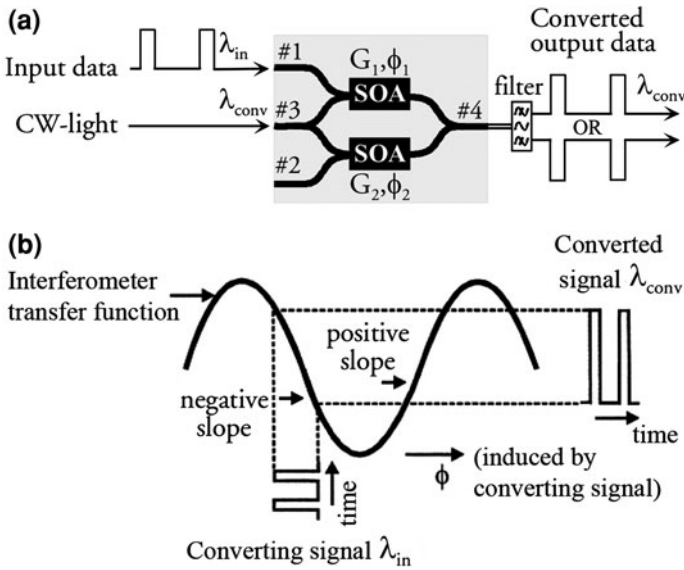 (a)
Converted
output data
Input data
λin
#1
G1,ϕ1
SOA
filter
λconv
CW-light
λconv
#3
#4
OR
SOA
#2
G2,ϕ2
(b)
Converted
signal λconv
Interferometer
transfer function
positive
slope
negative
slope
time
ϕ
(induced by
converting signal)
time
Converting signal λin